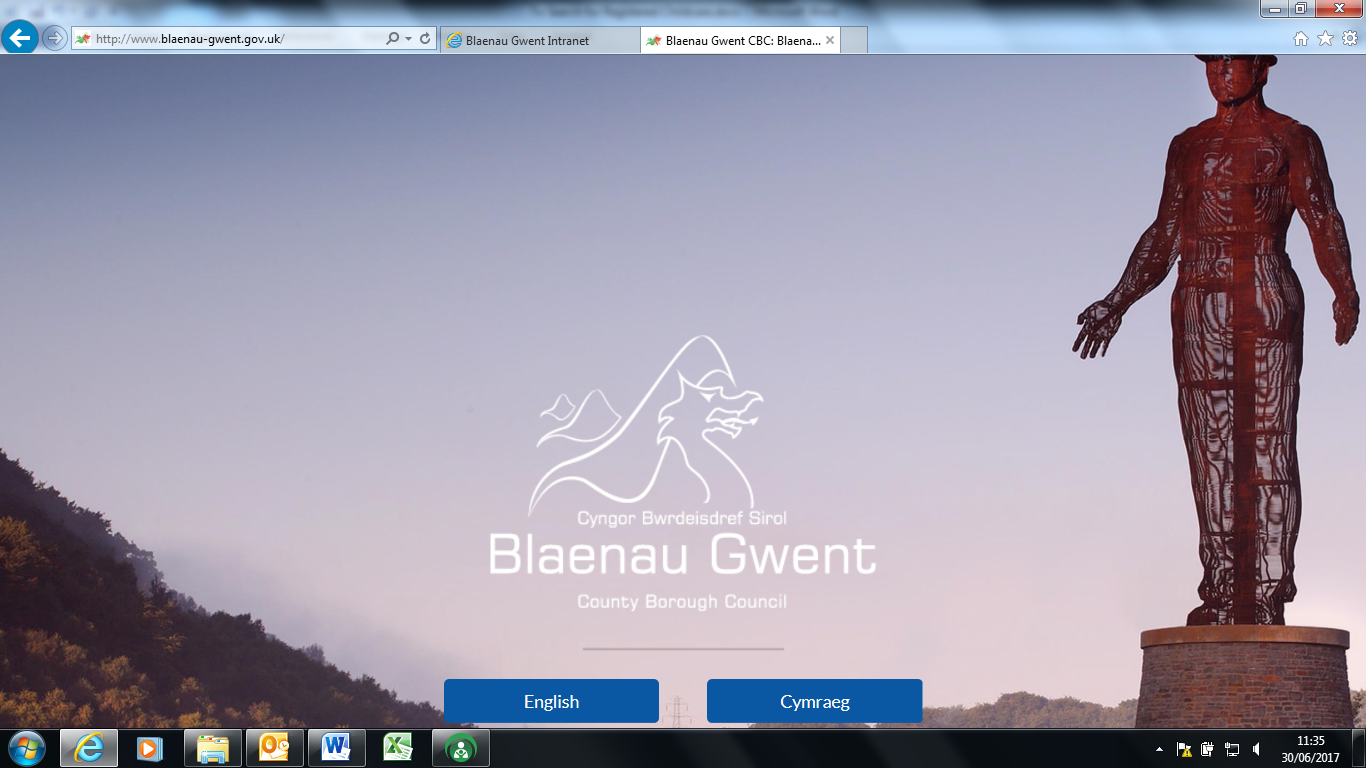 http://www.blaenau-gwent.gov.uk/
Blaenau Gwent Intranet
Blaenau Gwent CBC: Blaena...
Cyngor Bwrdeisdref Sirol
Blaenau Gwent
County Borough Council
English
Cymraeg
11:35
30/06/2017